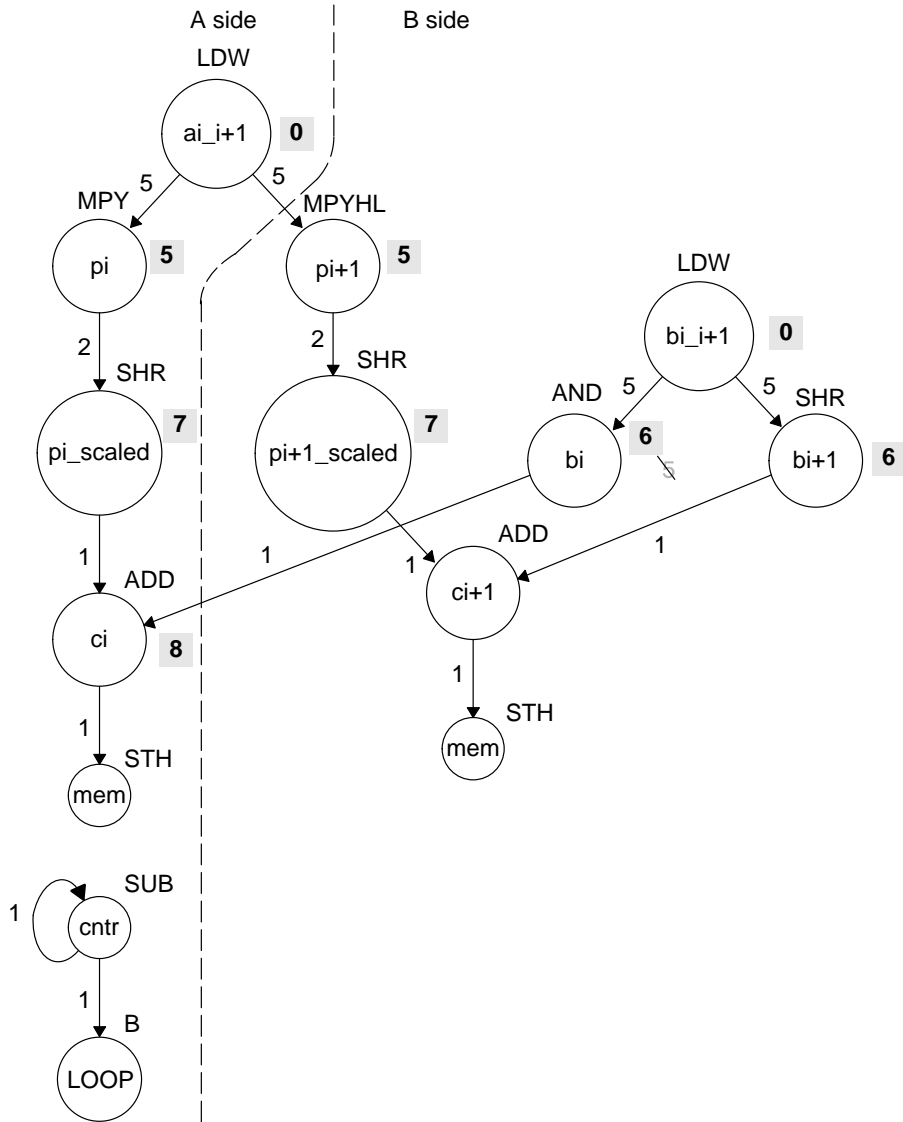 A side B side
LDW
ai_i+1 0
5 5
MPY MPYHL
pi 5 pi+1 5
LDW
bi_i+1 0
2 2
SHR SHR
5 5
AND SHR
pi_scaled 7 pi+1_scaled 7
bi 6 bi+1 6
5
1 1 1 1
ADD
ci+1
ADD
ci 8
1 1
STH
mem
STH
mem
SUB
1 cntr
1
B
LOOP